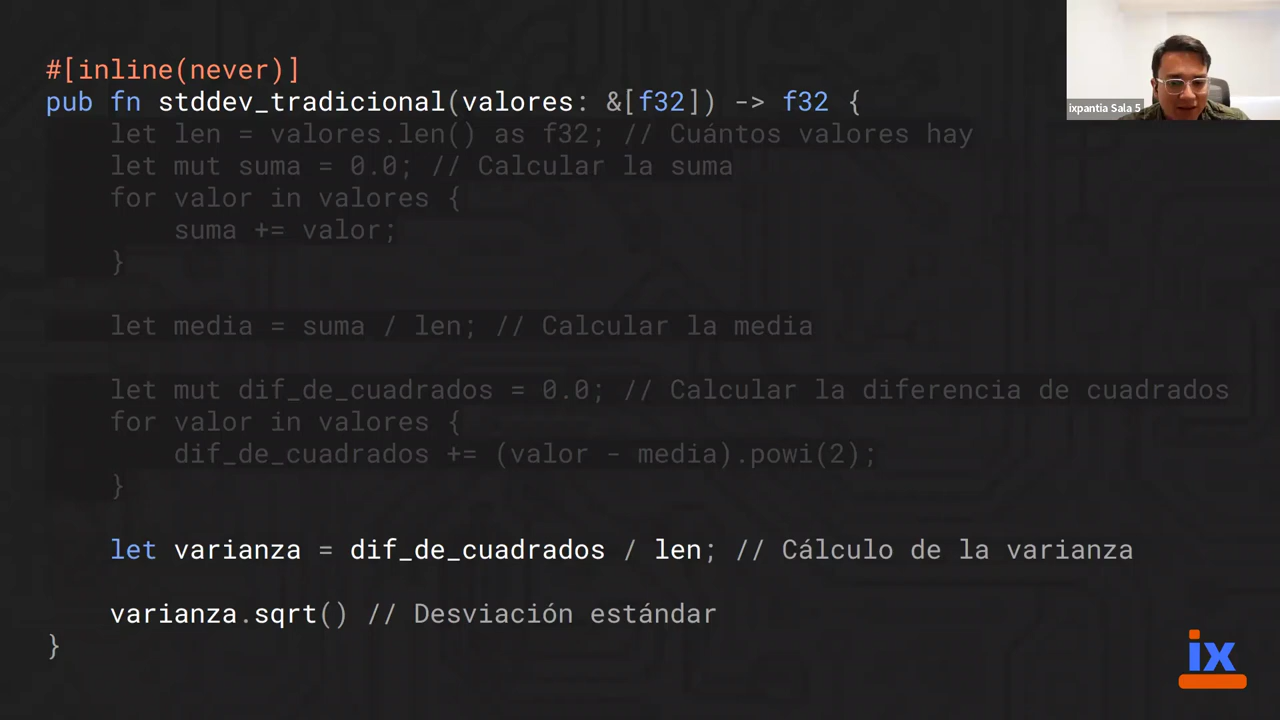 #[inline(never)]
pub fn stddev_tradicional(valores: &[f32]) -> f32 {
let len = valores.len() as f32; // Cuántos valores hay
let mut suma = 0.0; // Calcular la suma
for valor in valores {
suma += valor;
}
let media = suma / len; // Calcular la media
let mut dif_de_cuadrados = 0.0; // Calcular la diferencia de cuadrados
for valor in valores {
dif_de_cuadrados += (valor - media).powi(2);
}
let varianza = dif_de_cuadrados / len; // Cálculo de la varianza
varianza.sqrt() // Desviación estándar
}
ixpantia Sala 5
ix